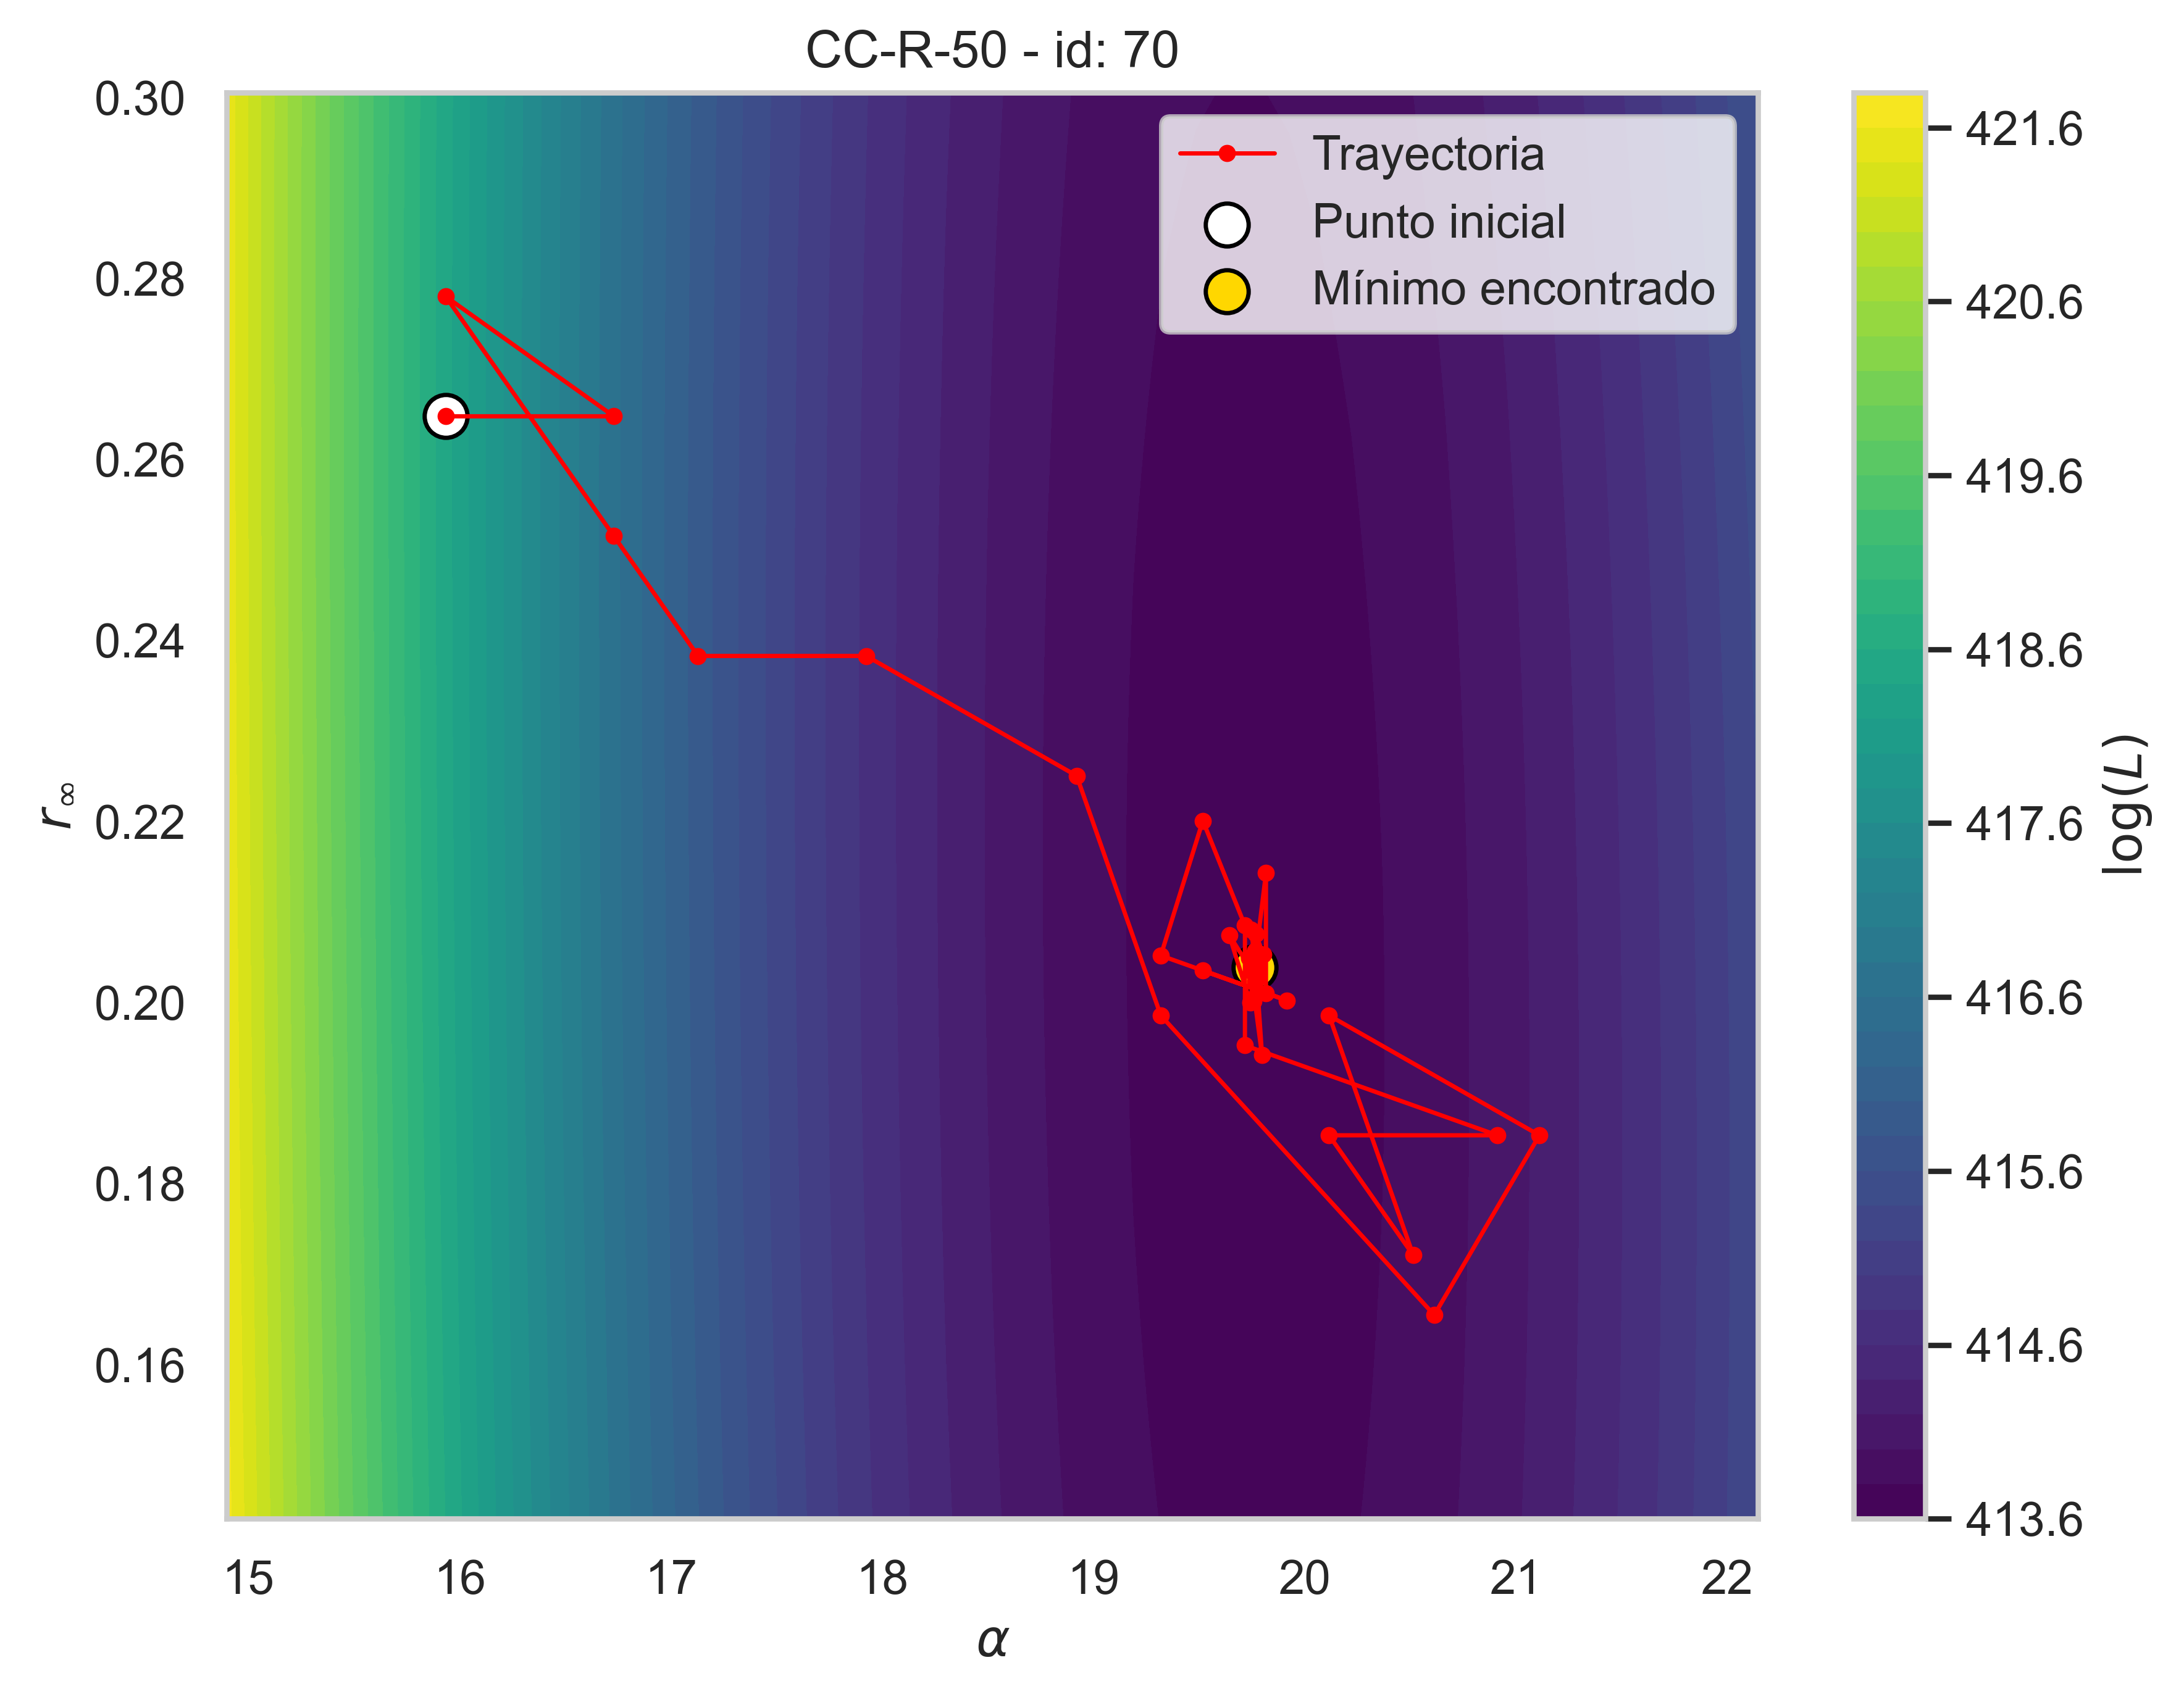 CC-R-50 - id: 70
0.30
0.28
0.26
0.24
0.22
0.20
0.18
0.16
r∞
Trayectoria
Punto inicial
Mínimo encontrado
15 16 17 18 19 20 21 22
α
421.6
420.6
419.6
418.6
417.6
416.6
415.6
414.6
413.6
log(L)